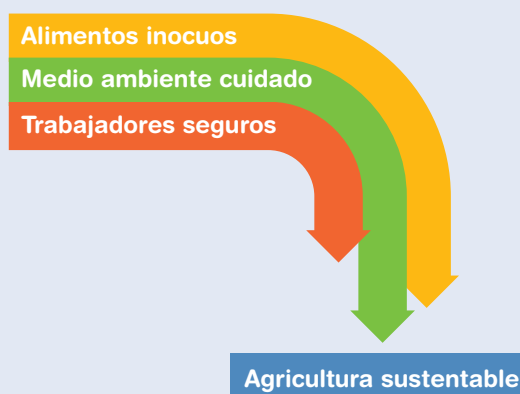 Alimentos inocuos
Medio ambiente cuidado
Trabajadores seguros
Agricultura sustentable